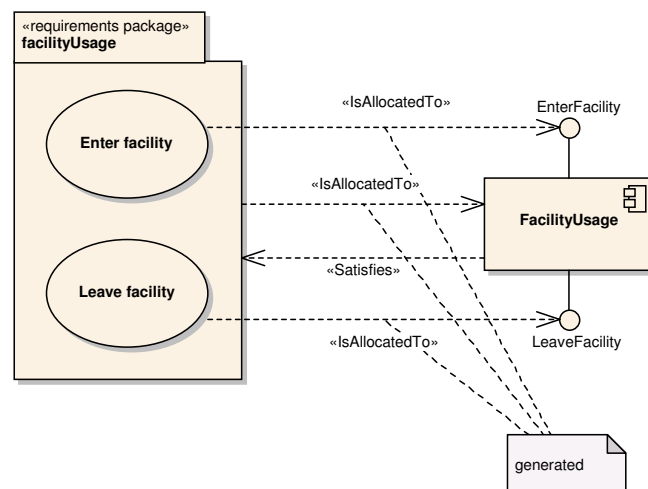 «requirements package»
facilityUsage
«IsAllocatedTo»
EnterFacility
Enter facility
«IsAllocatedTo»
FacilityUsage
«Satisfies»
Leave facility
«IsAllocatedTo»
LeaveFacility
generated